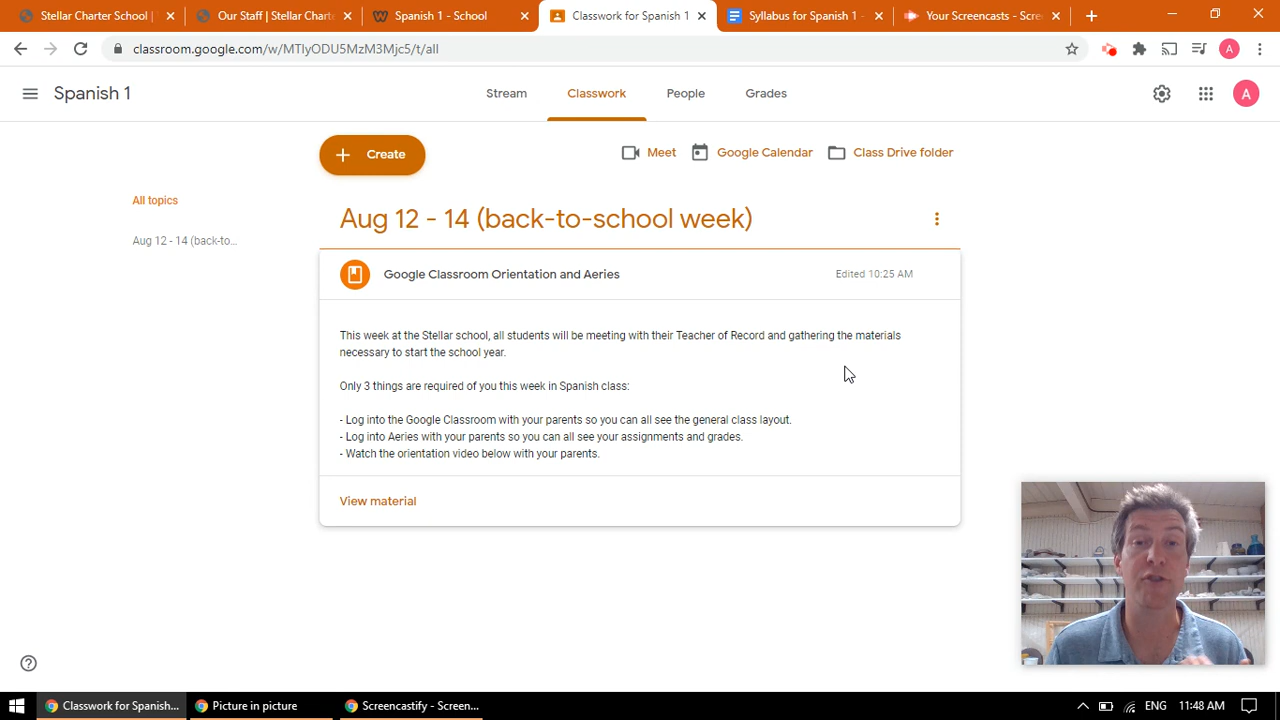 Stellar Charter School |
Our Staff | Stellar Charte
Spanish 1 - School
Classwork for Spanish 1
Syllabus for Spanish 1 -
Your Screencasts - Scre
classroom.google.com/w/MTIyODU5MzM3Mjc5/t/all
A
Spanish 1
Stream
Classwork
People
Grades
A
Create
Meet
Google Calendar
Class Drive folder
All topics
Aug 12 - 14 (back-to...
Aug 12 - 14 (back-to-school week)
Google Classroom Orientation and Aeries
Edited 10:25 AM
This week at the Stellar school, all students will be meeting with their Teacher of Record and gathering the materials
necessary to start the school year.
Only 3 things are required of you this week in Spanish class:
- Log into the Google Classroom with your parents so you can all see the general class layout.
- Log into Aeries with your parents so you can all see your assignments and grades.
- Watch the orientation video below with your parents.
View material
Classwork for Spanish...
Picture in picture
Screencastify - Screen...
ENG
11:48 AM